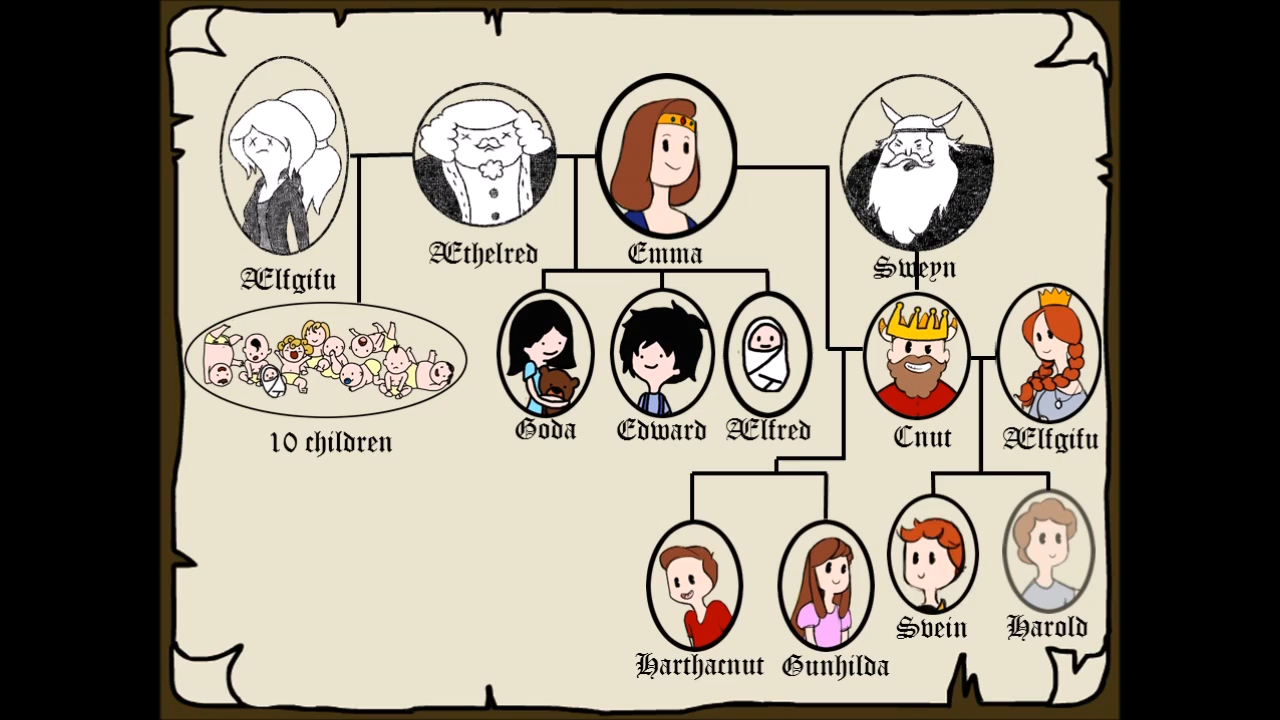 Ælfgifu
Æthelred
Emma
Sweyn
10 children
Goda
Edward
Ælfred
Cnut
Ælfgifu
Harthacnut
Gunhilda
Svein
Harold